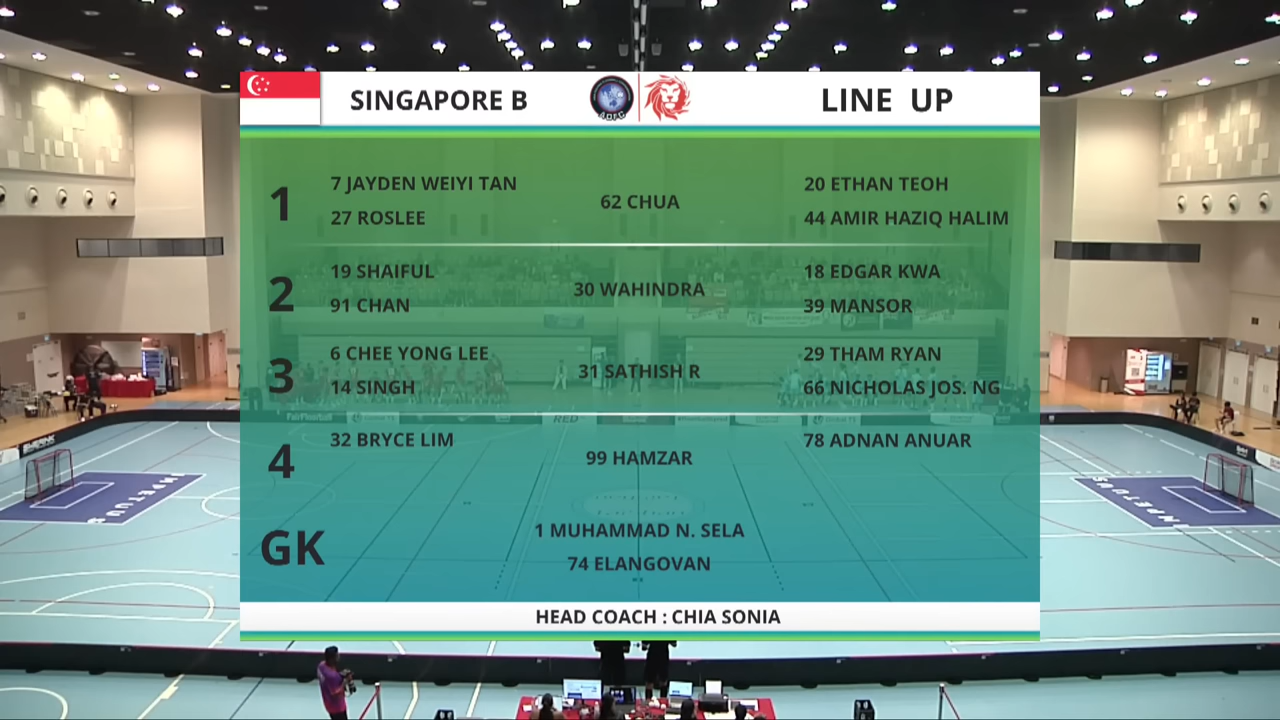 SINGAPORE B
AOFC
LINE UP
1
7 JAYDEN WEIYI TAN
27 ROSLEE
62 CHUA
20 ETHAN TEOH
44 AMIR HAZIQ HALIM
2
19 SHAIFUL
91 CHAN
30 WAHINDRA
18 EDGAR KWA
39 MANSOR
3
6 CHEE YONG LEE
14 SINGH
31 SATHISH R
29 THAM RYAN
66 NICHOLAS JOS. NG
4
32 BRYCE LIM
99 HAMZAR
78 ADNAN ANUAR
GK
1 MUHAMMAD N. SELA
74 ELANGOVAN
HEAD COACH : CHIA SONIA
IMPETUUS
IMPETUUS